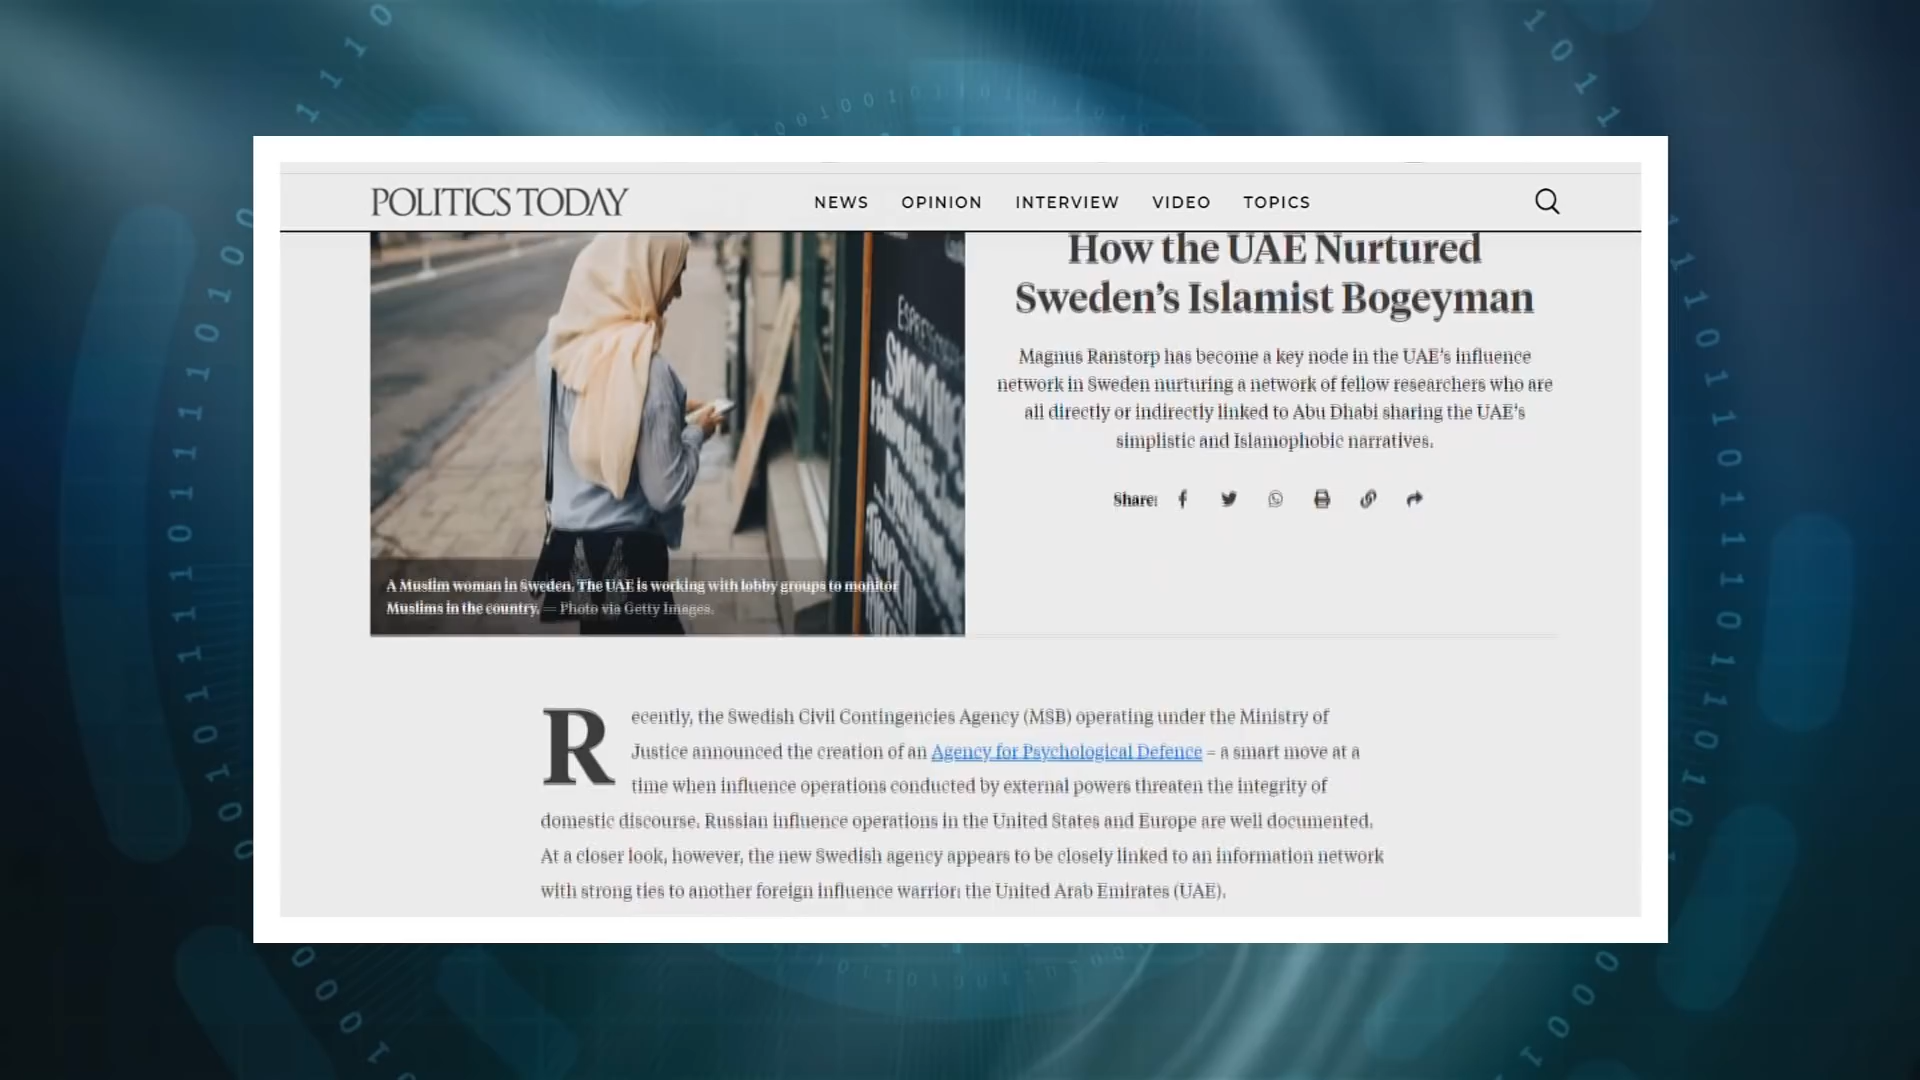 POLITICS TODAY
NEWS OPINION INTERVIEW VIDEO TOPICS
How the UAE Nurtured
Sweden's Islamist Bogeyman
Magnus Ranstorp has become a key node in the UAE's influence
network in Sweden nurturing a network of fellow researchers who are
all directly or indirectly linked to Abu Dhabi sharing the UAE's
simplistic and Islamophobic narratives.
Share:
A Muslim woman in Sweden. The UAE is working with lobby groups to monitor
Muslims in the country. — Photo via Getty Images.
Recently, the Swedish Civil Contingencies Agency (MSB) operating under the Ministry of
Justice announced the creation of an Agency for Psychological Defence – a smart move at a
time when influence operations conducted by external powers threaten the integrity of
domestic discourse. Russian influence operations in the United States and Europe are well documented.
At a closer look, however, the new Swedish agency appears to be closely linked to an information network
with strong ties to another foreign influence warrior: the United Arab Emirates (UAE).